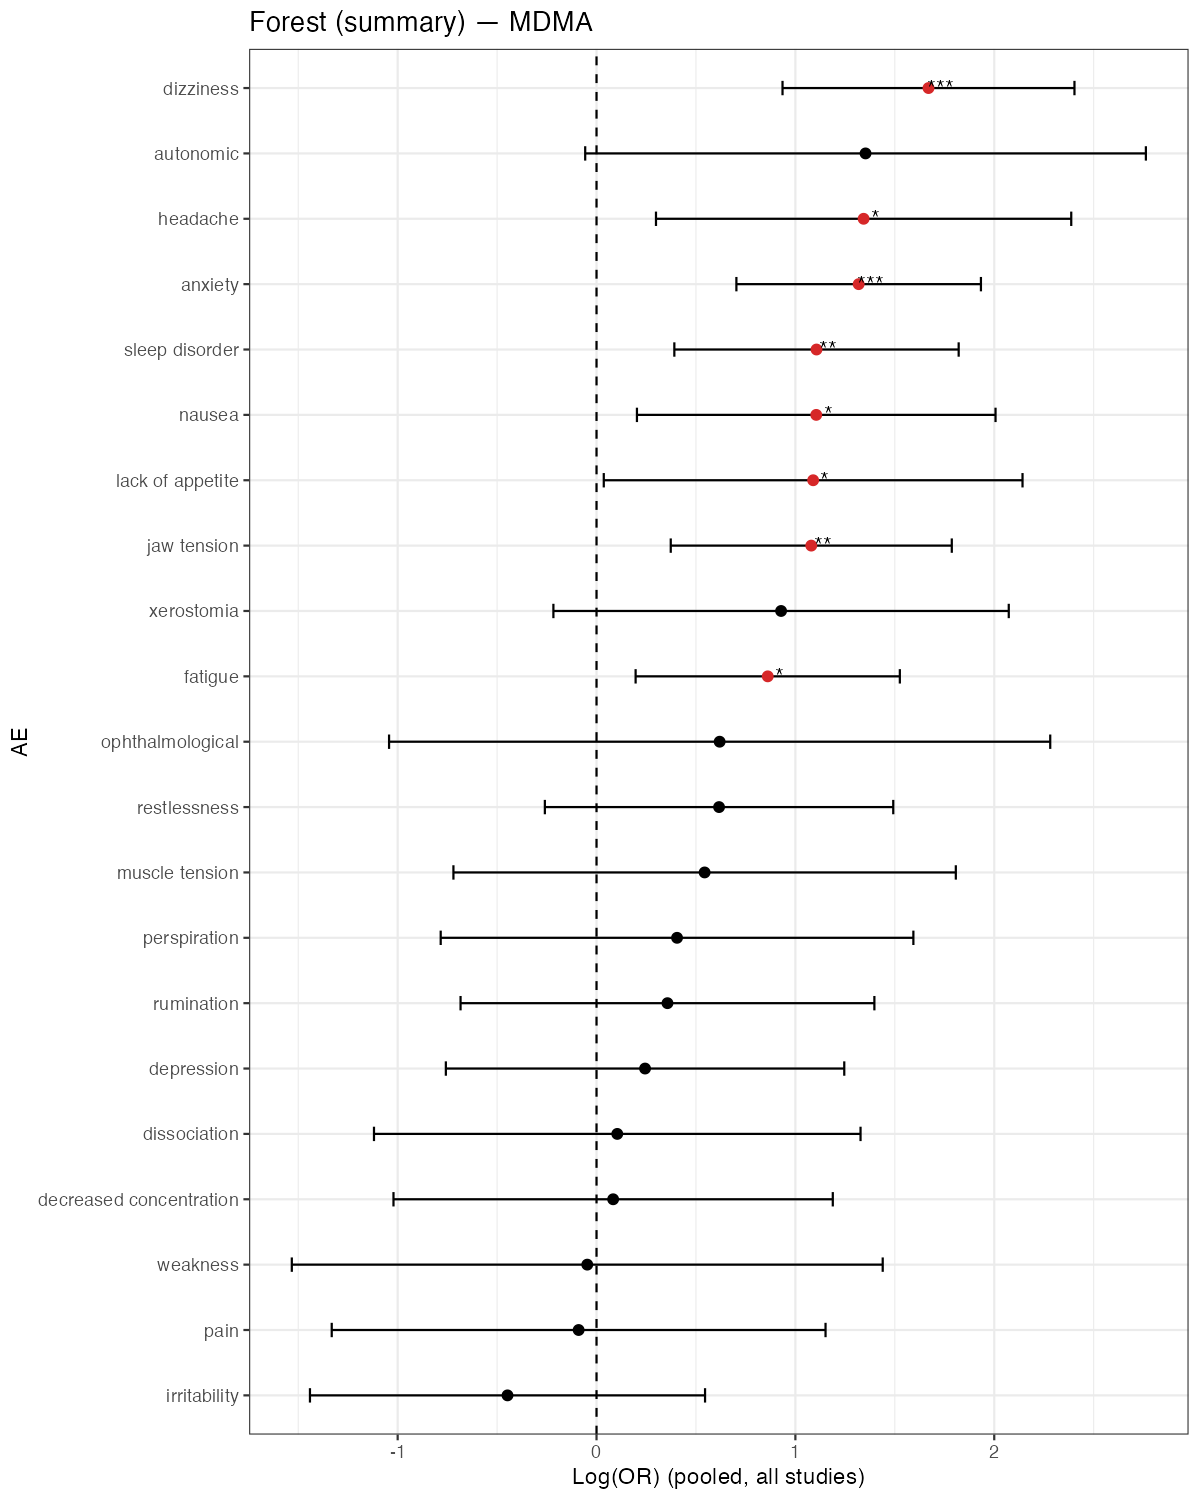 Forest (summary) — MDMA
dizziness
***
autonomic
headache
*
anxiety
***
sleep disorder
**
nausea
*
lack of appetite
*
jaw tension
**
xerostomia
fatigue
*
ophthalmological
restlessness
muscle tension
perspiration
rumination
depression
dissociation
decreased concentration
weakness
pain
irritability
AE
-1 0 1 2
Log(OR) (pooled, all studies)